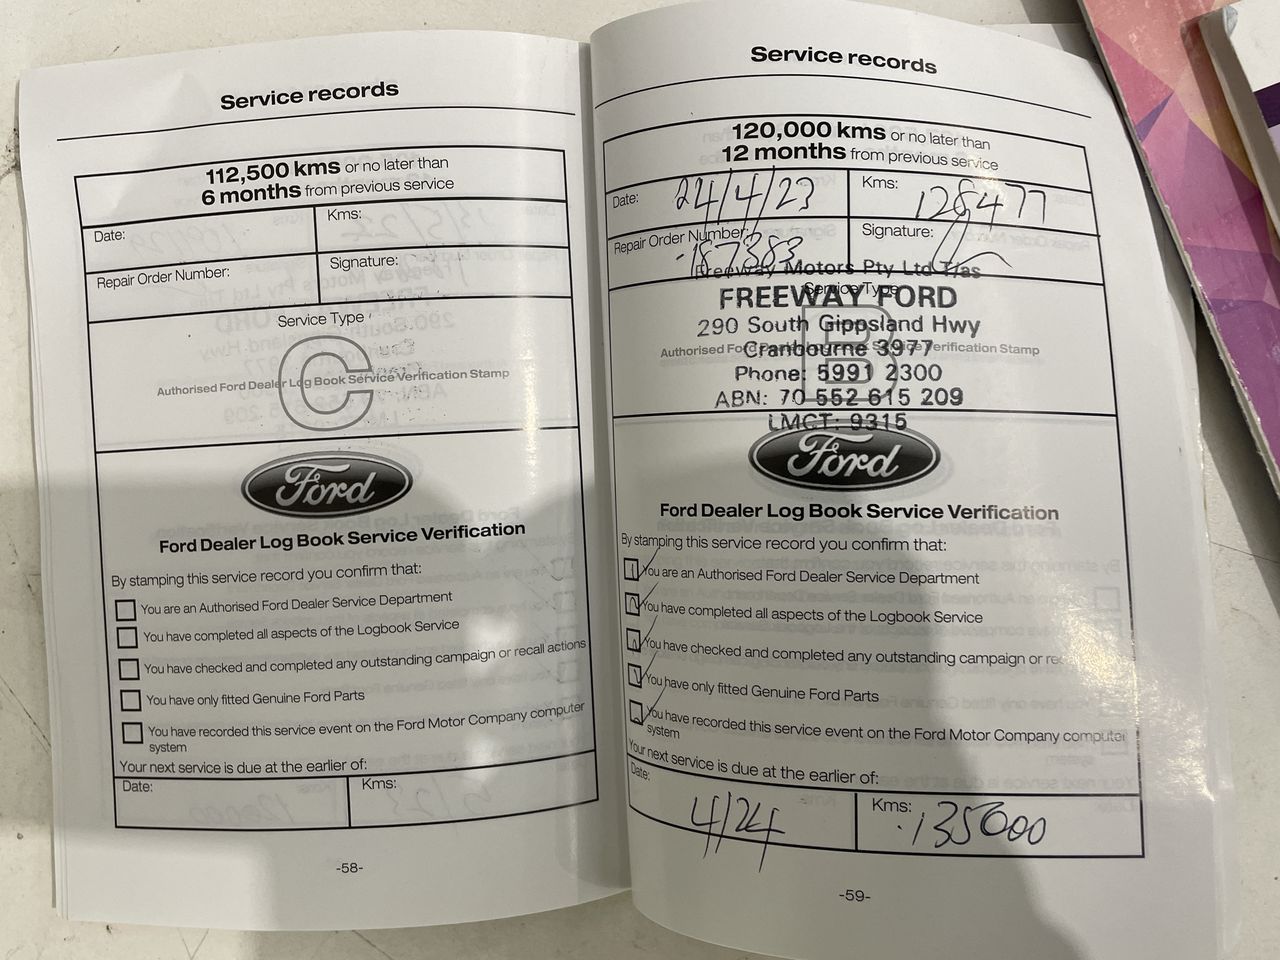 Service records
112,500 kms or no later than
6 months from previous service
Date:
Kms:
Repair Order Number:
Signature:
Service Type
C
Authorised Ford Dealer Log Book Service Verification Stamp
Ford
Ford Dealer Log Book Service Verification
By stamping this service record you confirm that:
You are an Authorised Ford Dealer Service Department
You have completed all aspects of the Logbook Service
You have checked and completed any outstanding campaign or recall actions
You have only fitted Genuine Ford Parts
You have recorded this service event on the Ford Motor Company computer
system
Your next service is due at the earlier of:
Date:
Kms:
-58-
Service records
120,000 kms or no later than
12 months from previous service
Date: 24/4/23
Kms: 128477
Repair Order Number:
187383
Signature:
Freeway Motors Pty Ltd T/as
Service Type
FREEWAY FORD
290 South Gippsland Hwy
Cranbourne 3977
B
Authorised Ford Dealer Log Book Service Verification Stamp
Phone: 5991 2300
ABN: 70 552 615 209
LMCT: 9315
Ford
Ford Dealer Log Book Service Verification
By stamping this service record you confirm that:
You are an Authorised Ford Dealer Service Department
You have completed all aspects of the Logbook Service
You have checked and completed any outstanding campaign or
You have only fitted Genuine Ford Parts
You have recorded this service event on the Ford Motor Company computer
system
Your next service is due at the earlier of:
Date:
4/24
Kms: 135000
-59-